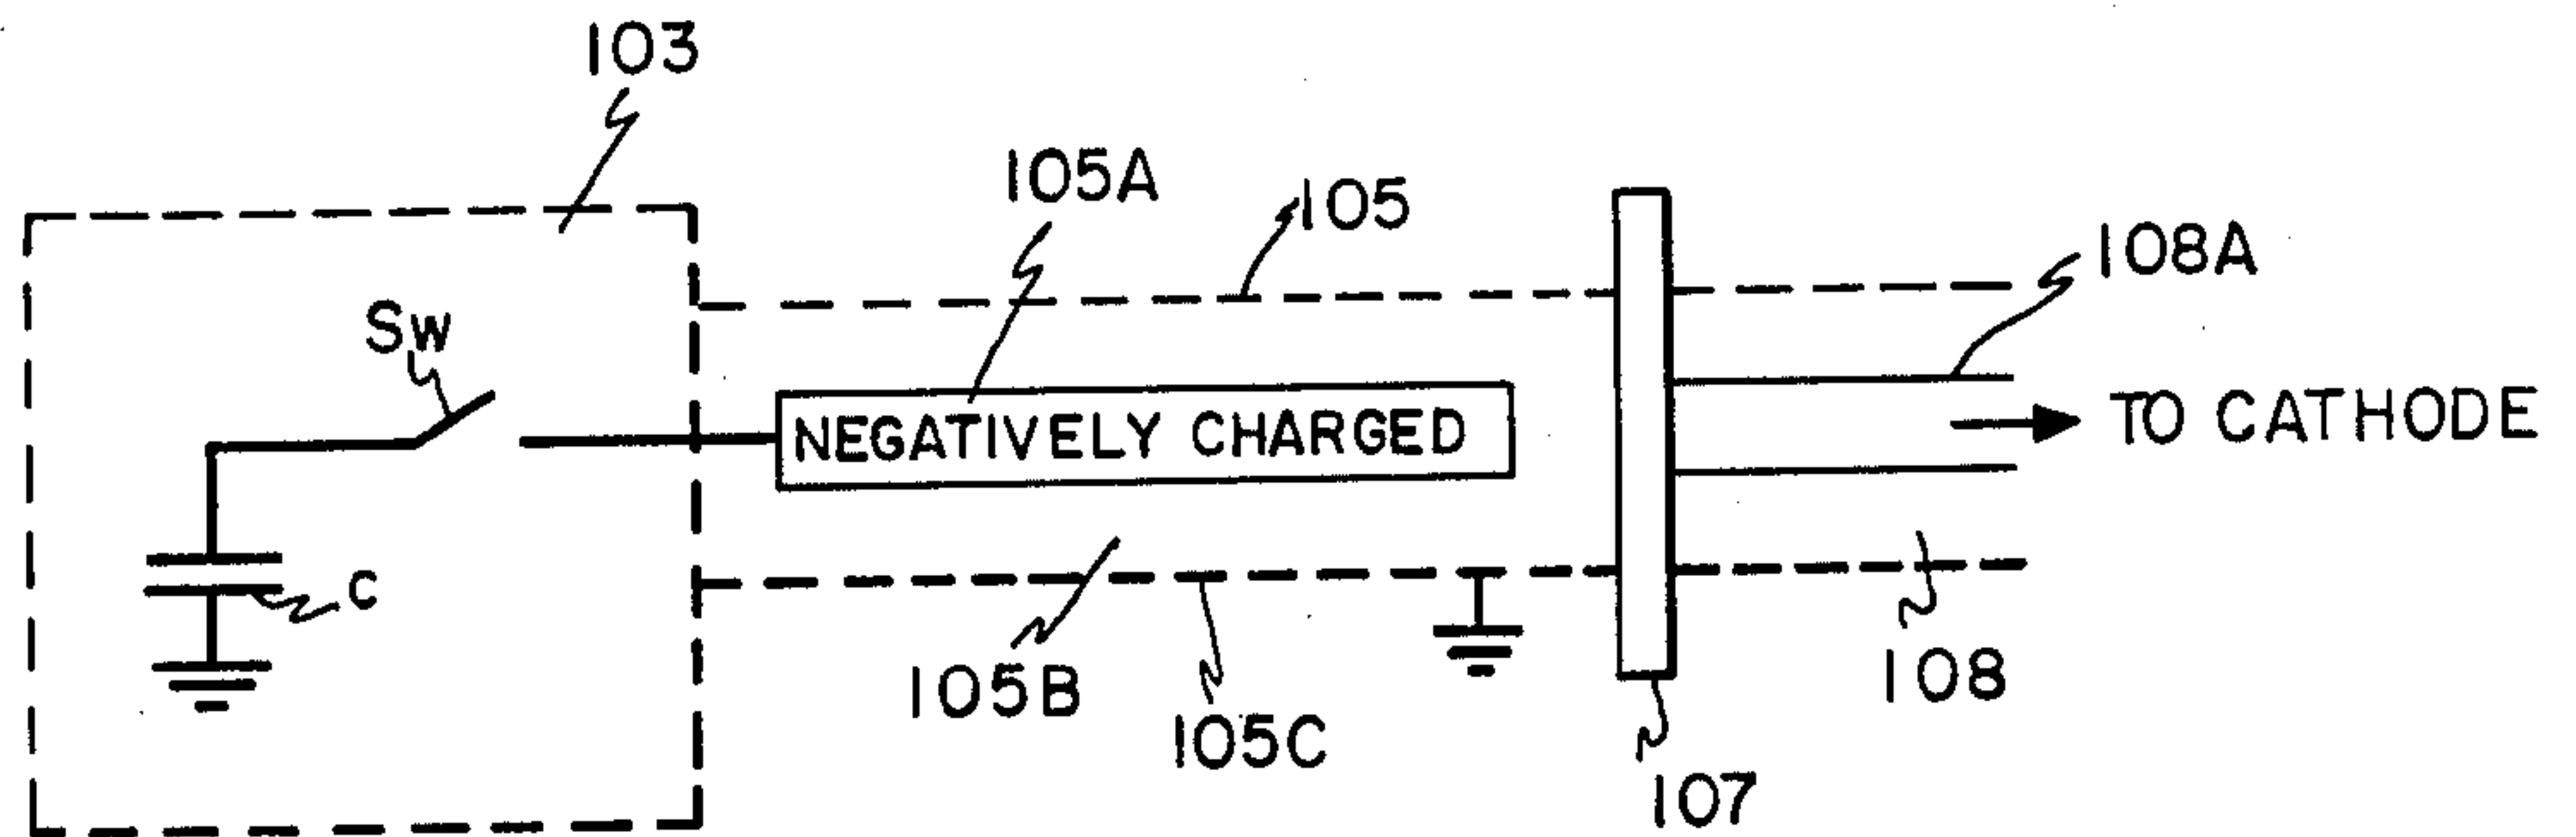 103
105A
105
108A
SW
NEGATIVELY CHARGED
TO CATHODE
C
105B
105C
108
107